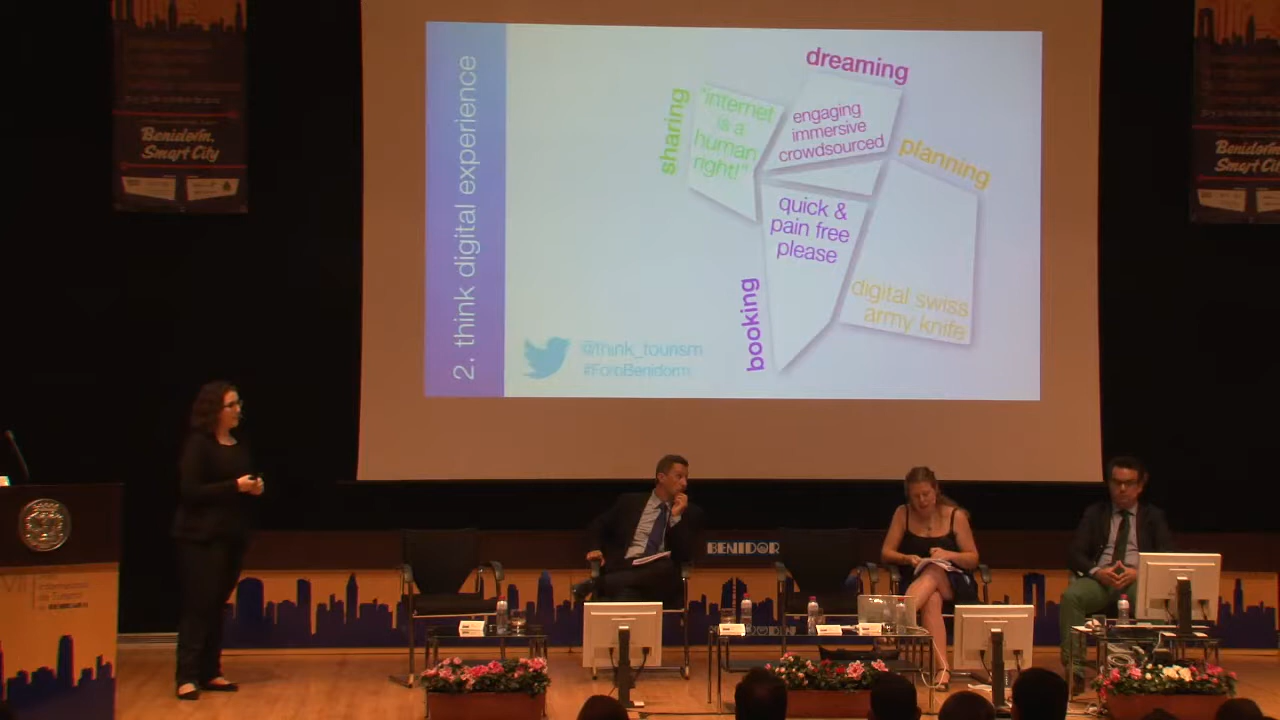 2. think digital experience
dreaming
sharing
"internet
is a
human
right!"
engaging
immersive
crowdsourced
planning
quick &
pain free
please
digital swiss
army knife
booking
@think_tourism
#ForoBenidorm
Benidorm,
Smart City
Benidorm,
Smart City
BENIDOR